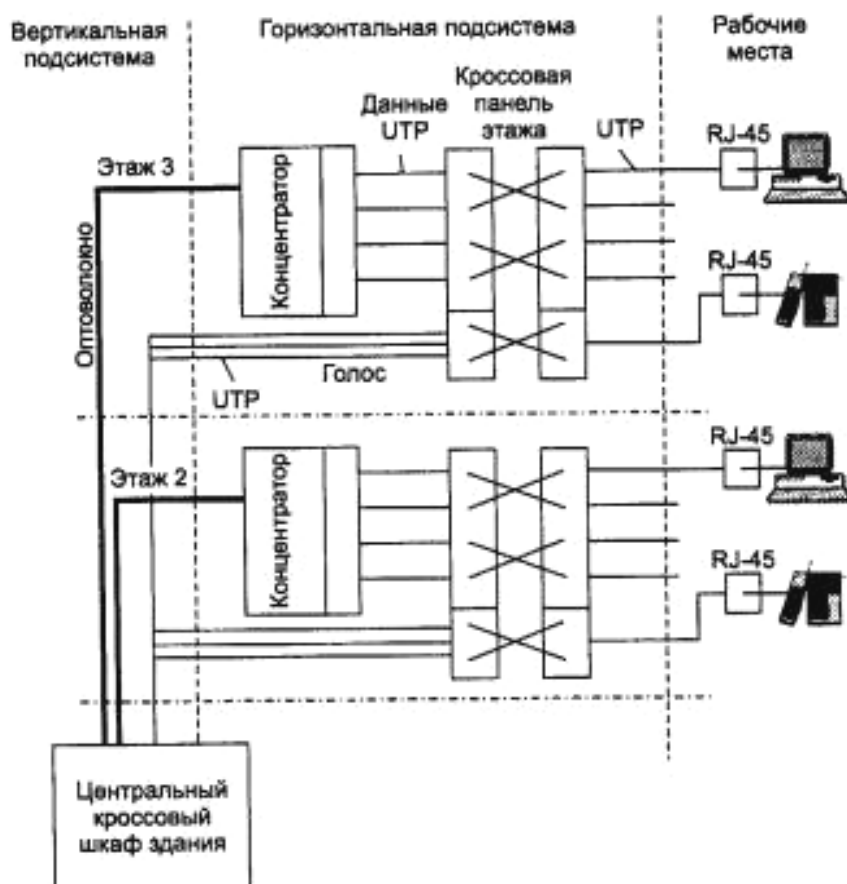 Вертикальная
подсистема
Горизонтальная подсистема
Рабочие
места
Данные
UTP
Кроссовая
панель
этажа
UTP
RJ-45
Этаж 3
Концентратор
Оптоволокно
RJ-45
UTP
Голос
RJ-45
Этаж 2
Концентратор
RJ-45
Центральный
кроссовый
шкаф здания